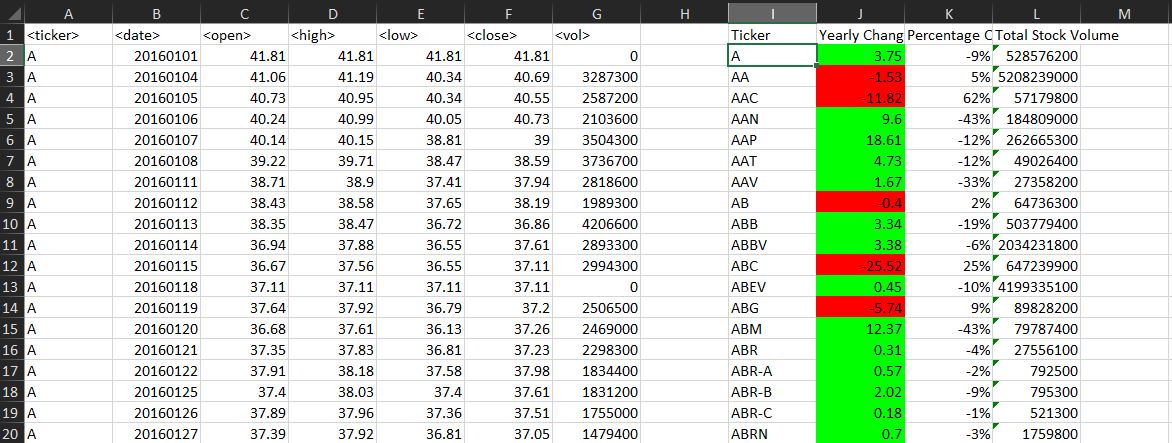 A B C D E F G H I J K L M
1 <ticker> <date> <open> <high> <low> <close> <vol> Ticker Yearly Chang Percentage C Total Stock Volume
2 A 20160101 41.81 41.81 41.81 41.81 0 A 3.75 -9% 528576200
3 A 20160104 41.06 41.19 40.34 40.69 3287300 AA -1.53 5% 5208239000
4 A 20160105 40.73 40.95 40.34 40.55 2587200 AAC -11.82 62% 57179800
5 A 20160106 40.24 40.99 40.05 40.73 2103600 AAN 9.6 -43% 184809000
6 A 20160107 40.14 40.15 38.81 39 3504300 AAP 18.61 -12% 262665300
7 A 20160108 39.22 39.71 38.47 38.59 3736700 AAT 4.73 -12% 49026400
8 A 20160111 38.71 38.9 37.41 37.94 2818600 AAV 1.67 -33% 27358200
9 A 20160112 38.43 38.58 37.65 38.19 1989300 AB -0.4 2% 64736300
10 A 20160113 38.35 38.47 36.72 36.86 4206600 ABB 3.34 -19% 503779400
11 A 20160114 36.94 37.88 36.55 37.61 2893300 ABBV 3.38 -6% 2034231800
12 A 20160115 36.67 37.56 36.55 37.11 2994300 ABC -25.52 25% 647239900
13 A 20160118 37.11 37.11 37.11 37.11 0 ABEV 0.45 -10% 4199335100
14 A 20160119 37.64 37.92 36.79 37.2 2506500 ABG -5.74 9% 89828200
15 A 20160120 36.68 37.61 36.13 37.26 2469000 ABM 12.37 -43% 79787400
16 A 20160121 37.35 37.83 36.81 37.23 2298300 ABR 0.31 -4% 27556100
17 A 20160122 37.91 38.18 37.58 37.98 1834400 ABR-A 0.57 -2% 792500
18 A 20160125 37.4 38.03 37.4 37.61 1831200 ABR-B 2.02 -9% 795300
19 A 20160126 37.89 37.96 37.36 37.51 1755000 ABR-C 0.18 -1% 521300
20 A 20160127 37.39 37.92 36.81 37.05 1479400 ABRN 0.7 -3% 1759800